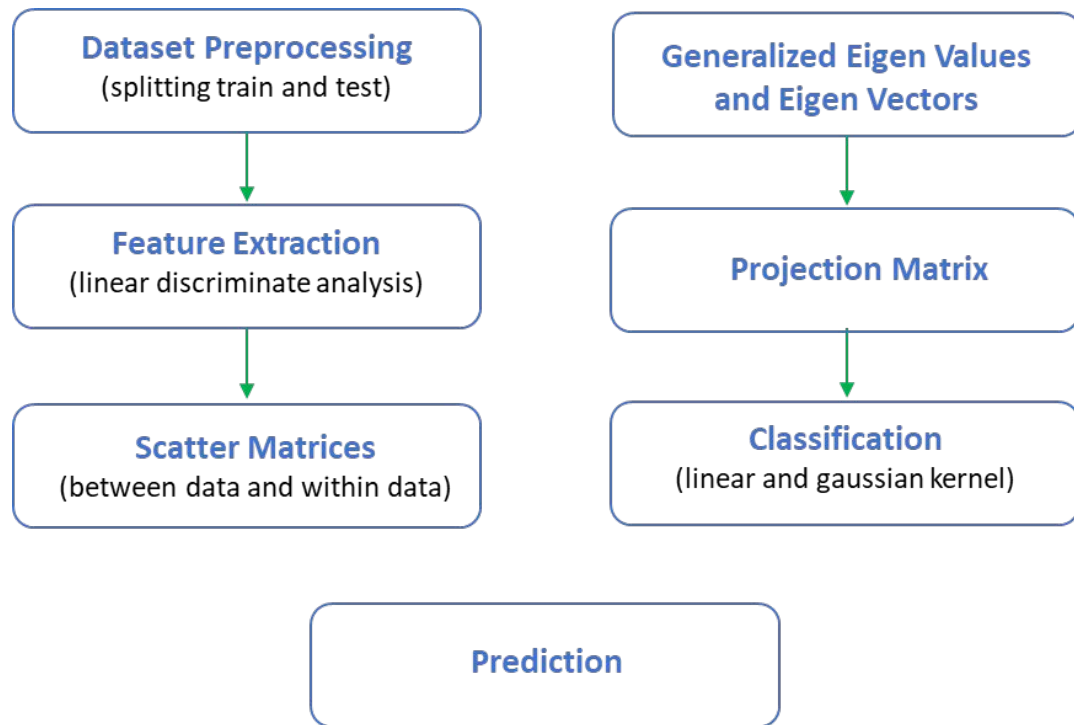 Dataset Preprocessing
(splitting train and test)
Feature Extraction
(linear discriminate analysis)
Scatter Matrices
(between data and within data)
Generalized Eigen Values
and Eigen Vectors
Projection Matrix
Classification
(linear and gaussian kernel)
Prediction